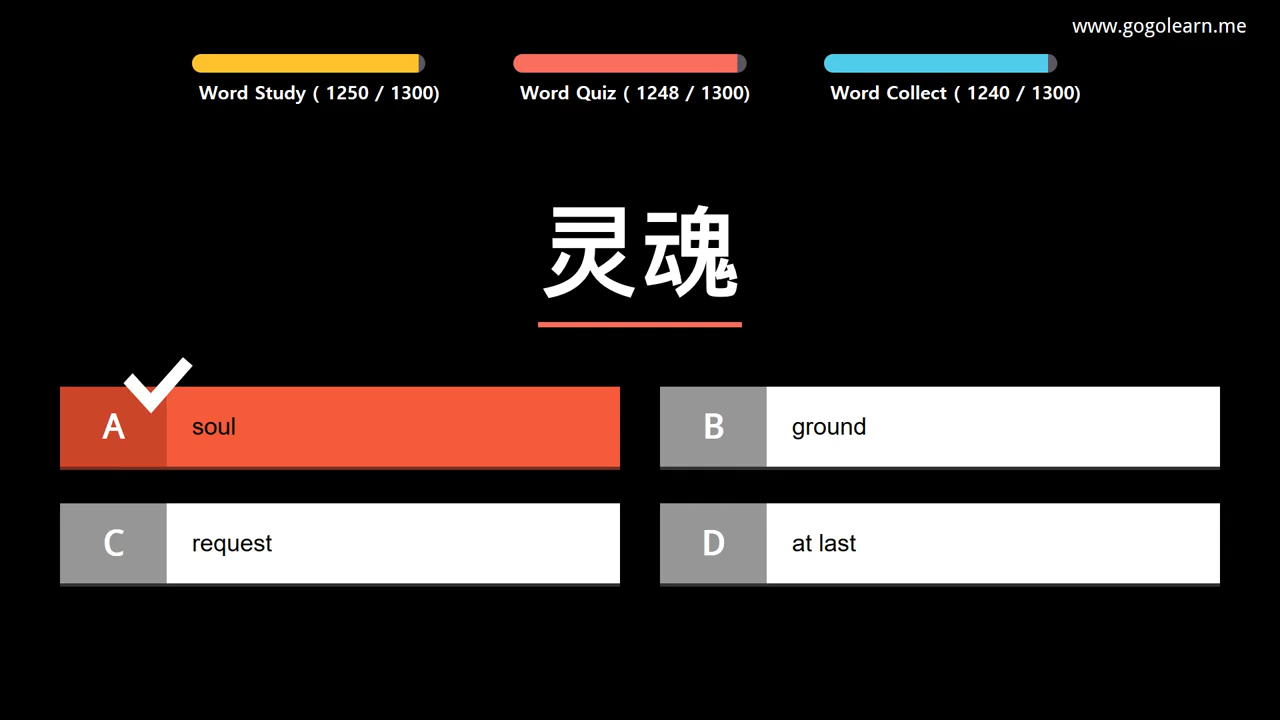 www.gogolearn.me
Word Study ( 1250 / 1300)
Word Quiz ( 1248 / 1300)
Word Collect ( 1240 / 1300)
灵魂
A soul
B ground
C request
D at last